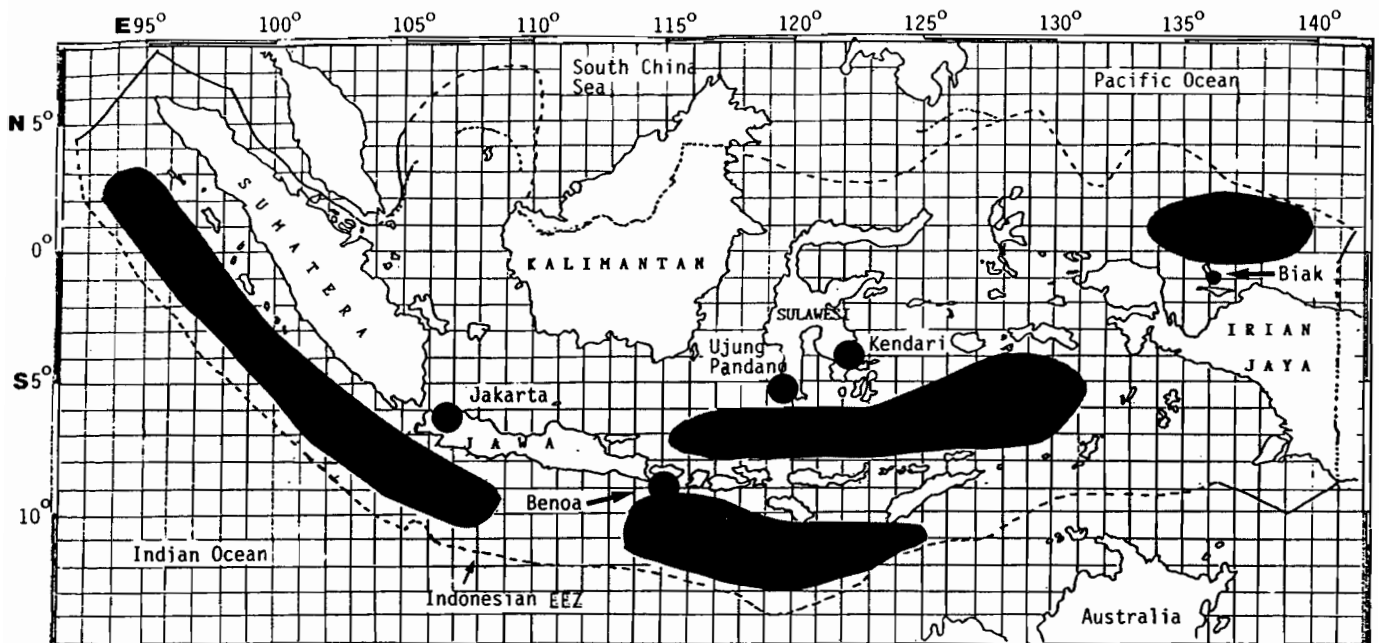 E95° 100° 105° 110° 115° 120° 125° 130° 135° 140°
South China
Sea
Pacific Ocean
N 5°
SUMATERA
0°
KALIMANTAN
Biak
SULAWESI
IRIAN
JAYA
Ujung
Pandang
Kendari
S5°
Jakarta
JAWA
Benoa
10°
Indian Ocean
Indonesian EEZ
Australia